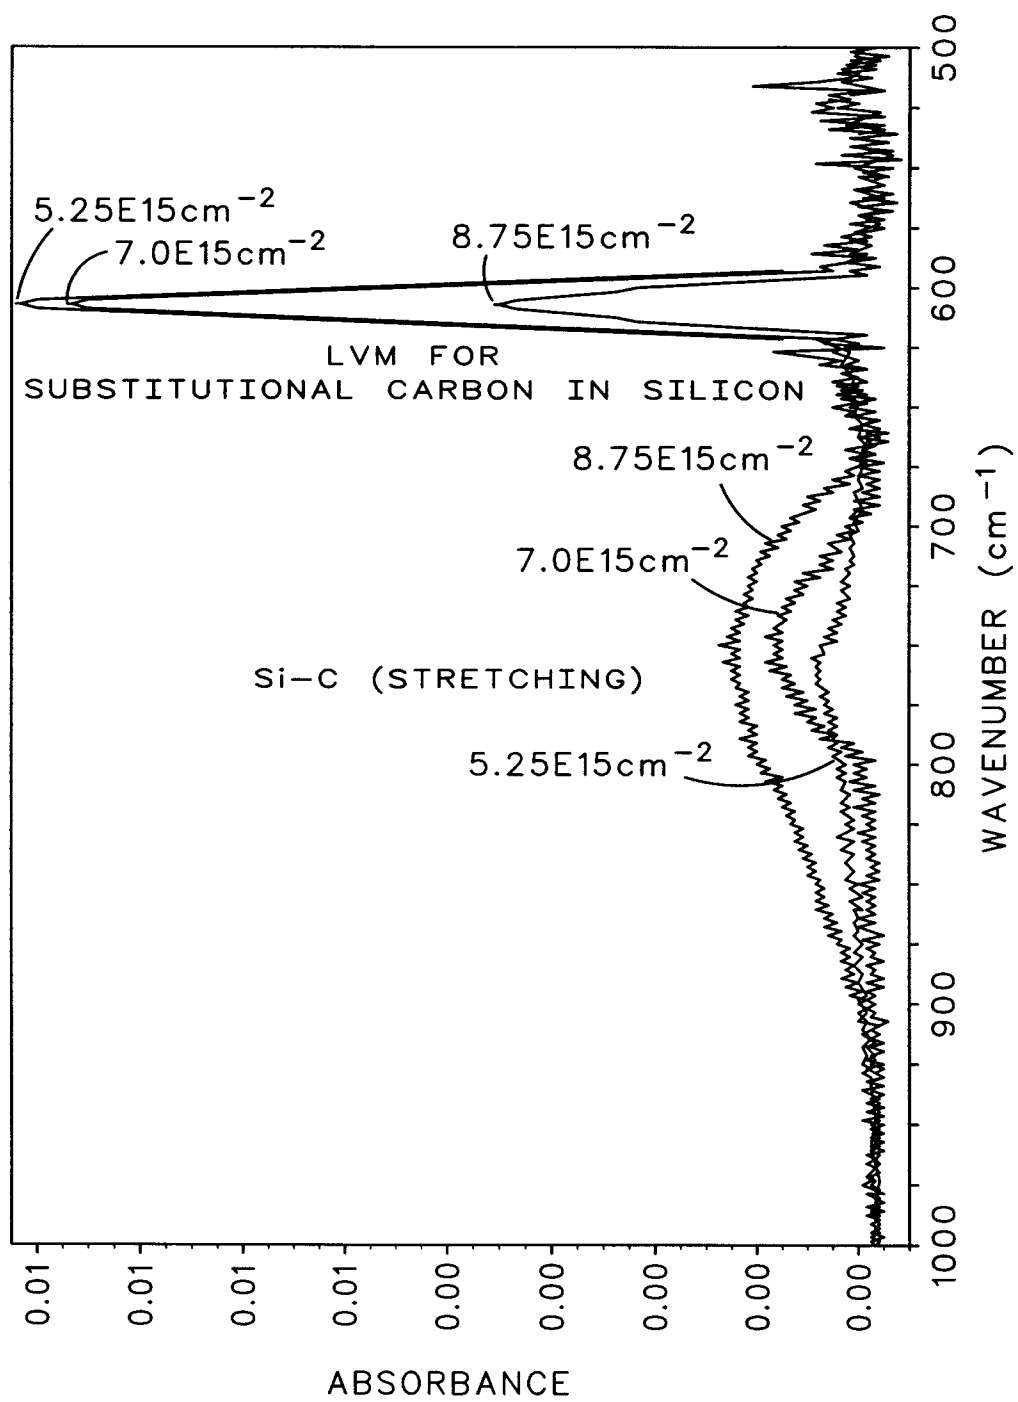 5.25E15cm−2
7.0E15cm−2
8.75E15cm−2
LVM FOR
SUBSTITUTIONAL CARBON IN SILICON
8.75E15cm−2
7.0E15cm−2
Si−C (STRETCHING)
5.25E15cm−2
500
600
700
800
900
1000
WAVENUMBER (cm−1)
0.01
0.01
0.01
0.01
0.00
0.00
0.00
0.00
0.00
ABSORBANCE